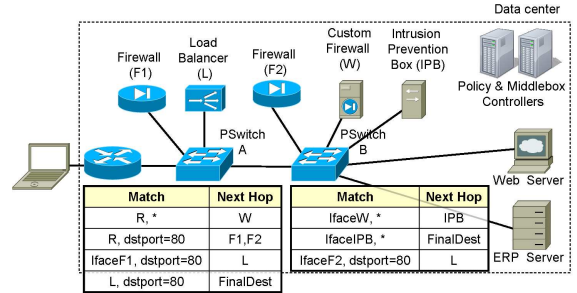 Data center
Firewall
(F1)
Load
Balancer
(L)
Firewall
(F2)
Custom
Firewall
(W)
Intrusion
Prevention
Box (IPB)
Policy & Middlebox
Controllers
PSwitch
A
PSwitch
B
Web Server
ERP Server
Match Next Hop
R, * W
R, dstport=80 F1,F2
IfaceF1, dstport=80 L
L, dstport=80 FinalDest
Match Next Hop
IfaceW, * IPB
IfaceIPB, * FinalDest
IfaceF2, dstport=80 L